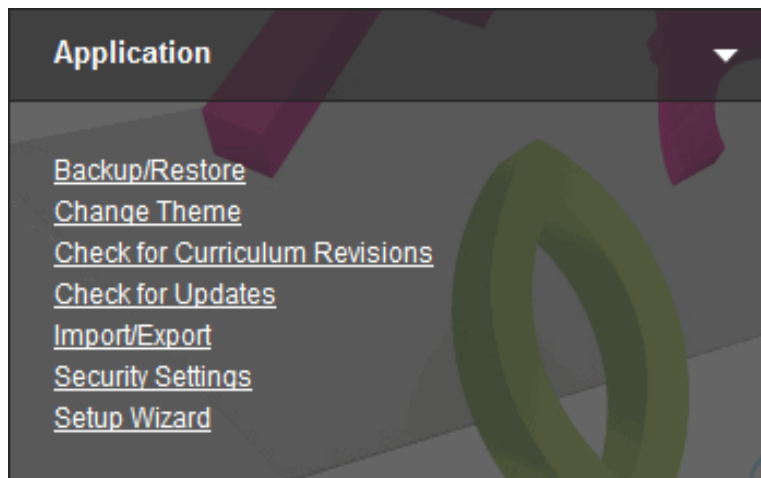 Application
Backup/Restore
Change Theme
Check for Curriculum Revisions
Check for Updates
Import/Export
Security Settings
Setup Wizard